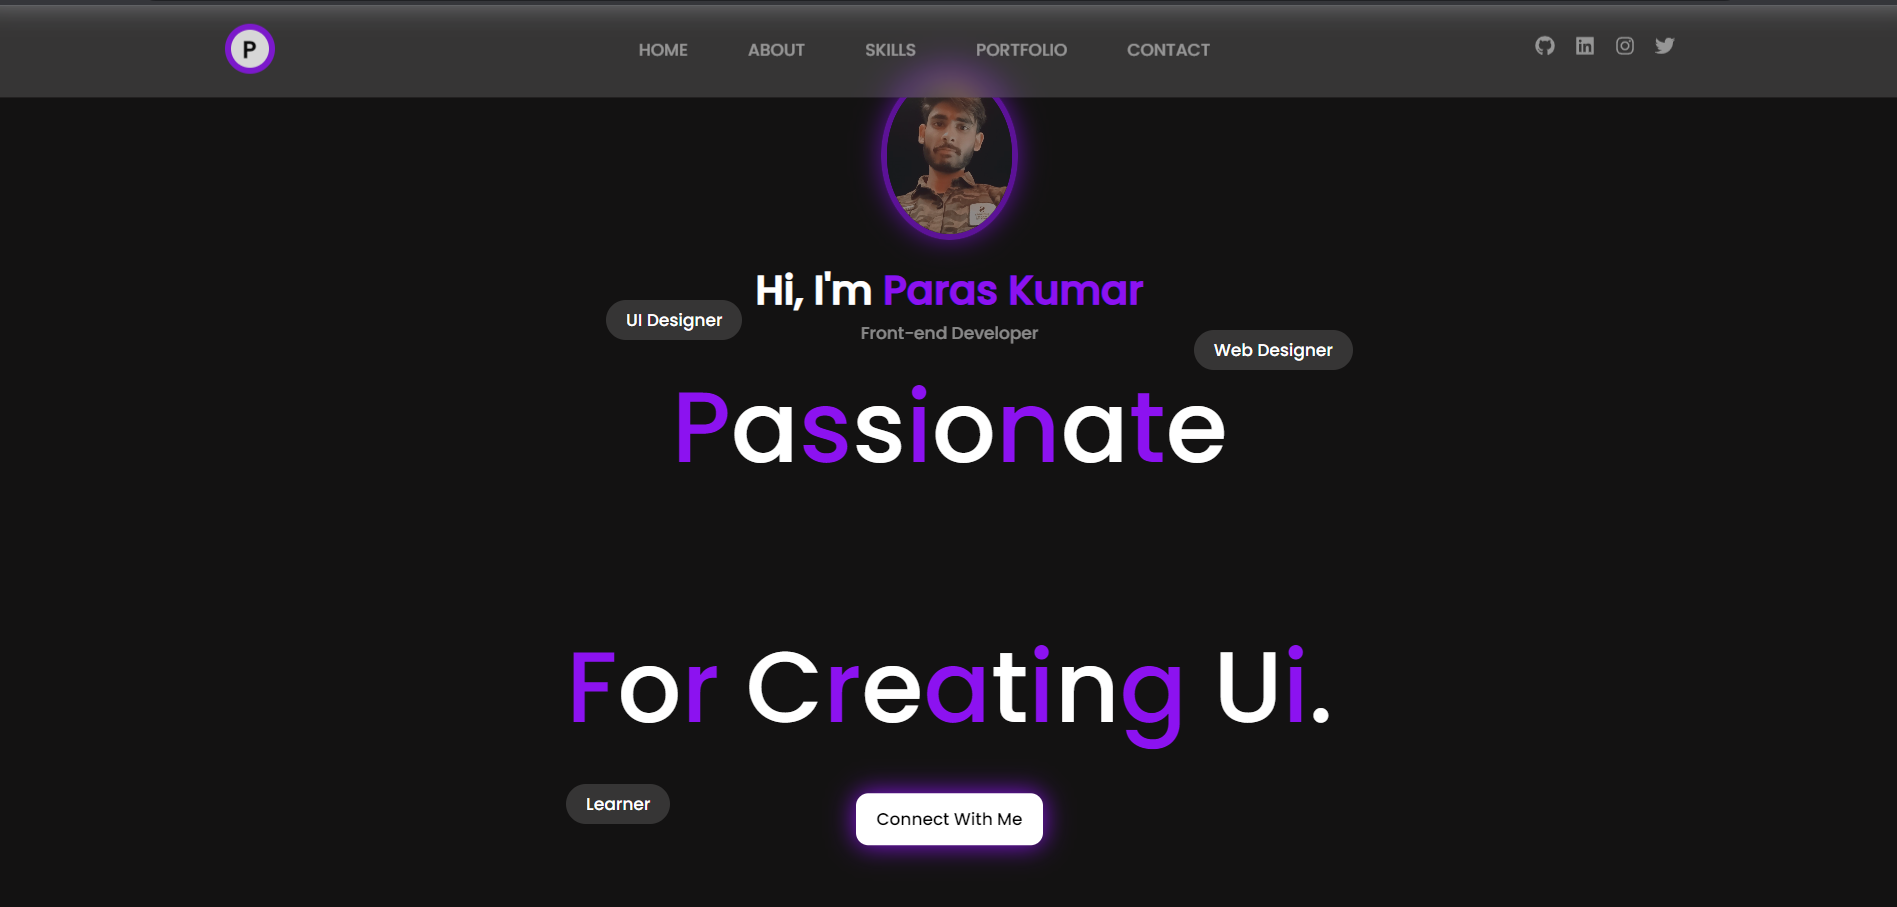 P
HOME ABOUT SKILLS PORTFOLIO CONTACT
Hi, I'm Paras Kumar
UI Designer
Front-end Developer
Web Designer
Passionate
For Creating Ui.
Learner
Connect With Me